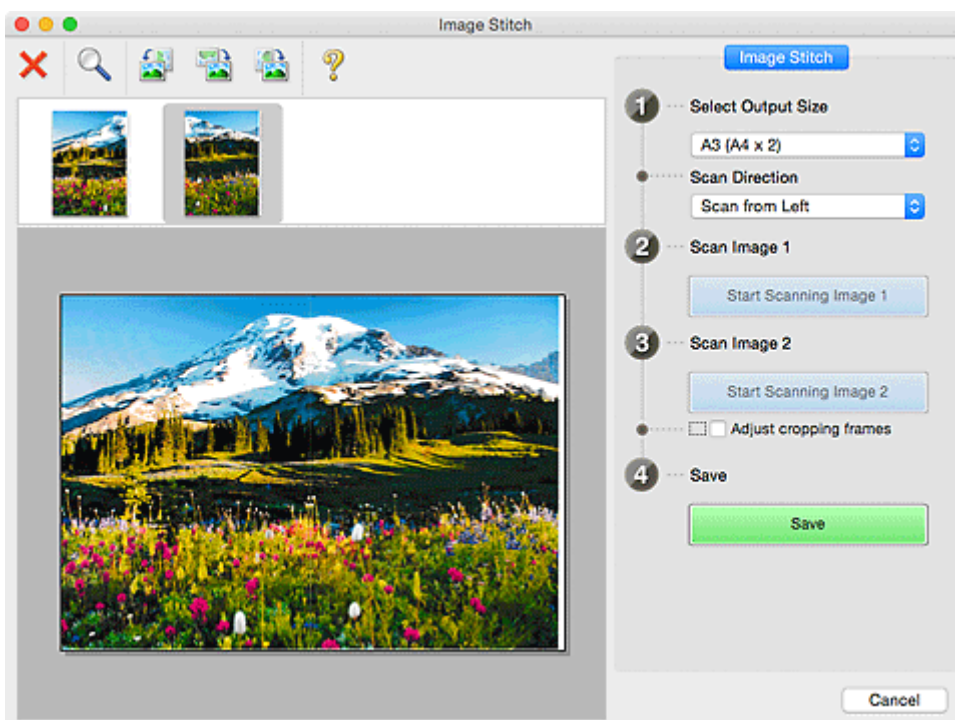 Image Stitch
?
Image Stitch
1 Select Output Size
A3 (A4 x 2)
Scan Direction
Scan from Left
2 Scan Image 1
Start Scanning Image 1
3 Scan Image 2
Start Scanning Image 2
Adjust cropping frames
4 Save
Save
Cancel